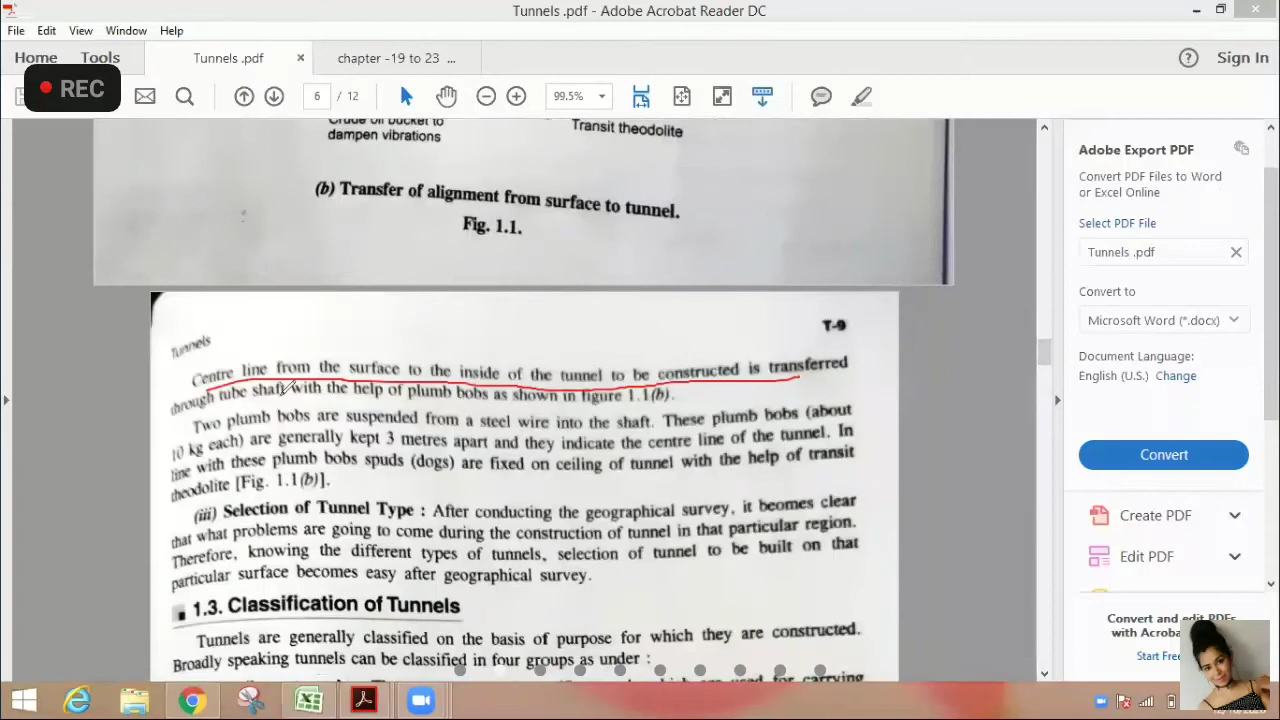 Tunnels .pdf - Adobe Acrobat Reader DC
File Edit View Window Help
Home Tools Tunnels .pdf × chapter -19 to 23 ... Sign In
REC 6 / 12 99.5%
Crude oil bucket to
dampen vibrations
Transit theodolite
(b) Transfer of alignment from surface to tunnel.
Fig. 1.1.
Tunnels T-9
Centre line from the surface to the inside of the tunnel to be constructed is transferred
through tube shaft with the help of plumb bobs as shown in figure 1.1(b).
Two plumb bobs are suspended from a steel wire into the shaft. These plumb bobs (about
10 kg each) are generally kept 3 metres apart and they indicate the centre line of the tunnel. In
line with these plumb bobs spuds (dogs) are fixed on ceiling of tunnel with the help of transit
theodolite [Fig. 1.1(b)].
(iii) Selection of Tunnel Type : After conducting the geographical survey, it becomes clear
that what problems are going to come during the construction of tunnel in that particular region.
Therefore, knowing the different types of tunnels, selection of tunnel to be built on that
particular surface becomes easy after geographical survey.
1.3. Classification of Tunnels
Tunnels are generally classified on the basis of purpose for which they are constructed.
Broadly speaking tunnels can be classified in four groups as under :
which are used for carrying
Adobe Export PDF
Convert PDF Files to Word
or Excel Online
Select PDF File
Tunnels .pdf
Convert to
Microsoft Word (*.docx)
Document Language:
English (U.S.) Change
Convert
Create PDF
Edit PDF
Convert and edit PDFs
with Acrobat
Start Free